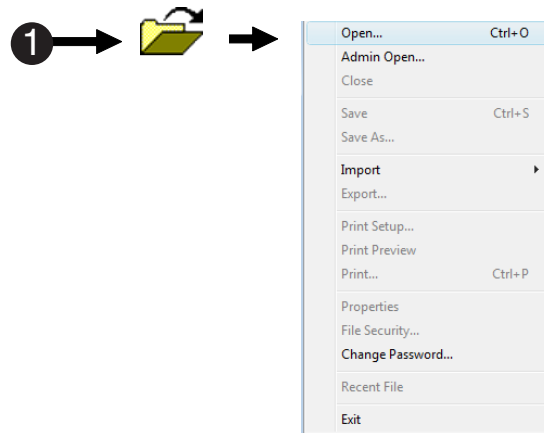 1
Open... Ctrl+O
Admin Open...
Close
Save Ctrl+S
Save As...
Import
Export...
Print Setup...
Print Preview
Print... Ctrl+P
Properties
File Security...
Change Password...
Recent File
Exit